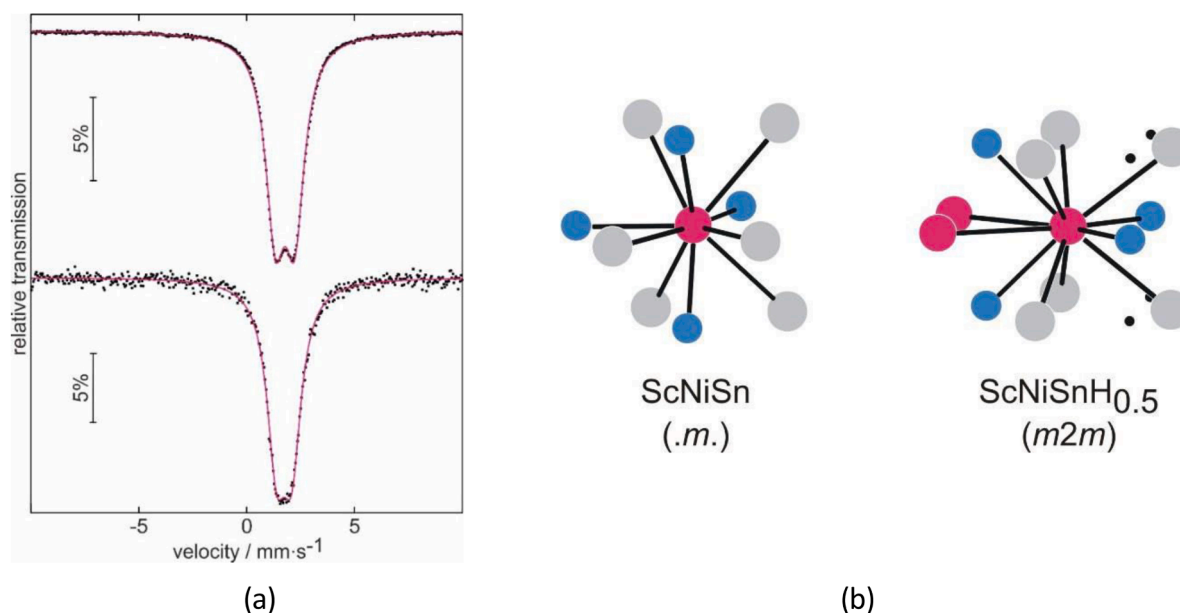 relative transmission
5%
5%
-5 0 5
velocity / mm·s-1
(a)
ScNiSn
(.m.)
ScNiSnH0.5
(m2m)
(b)